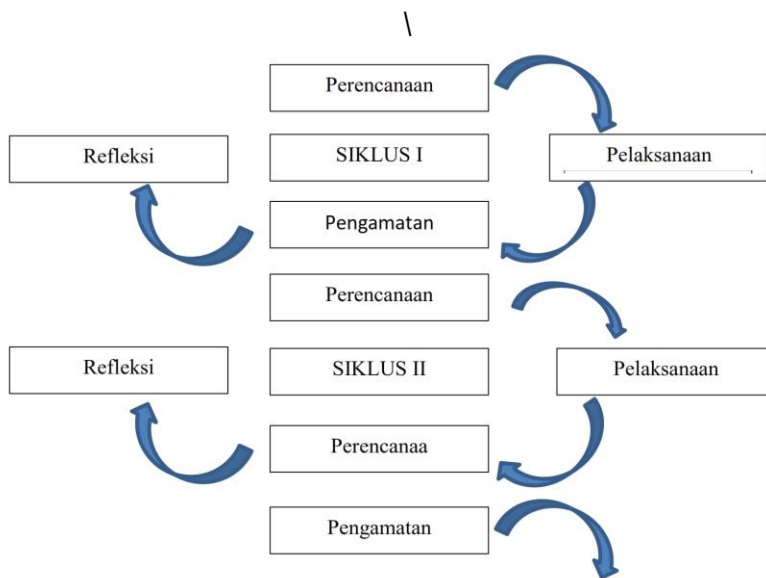 \
Perencanaan
Refleksi
SIKLUS I
Pelaksanaan
Pengamatan
Perencanaan
Refleksi
SIKLUS II
Pelaksanaan
Perencanaa
Pengamatan